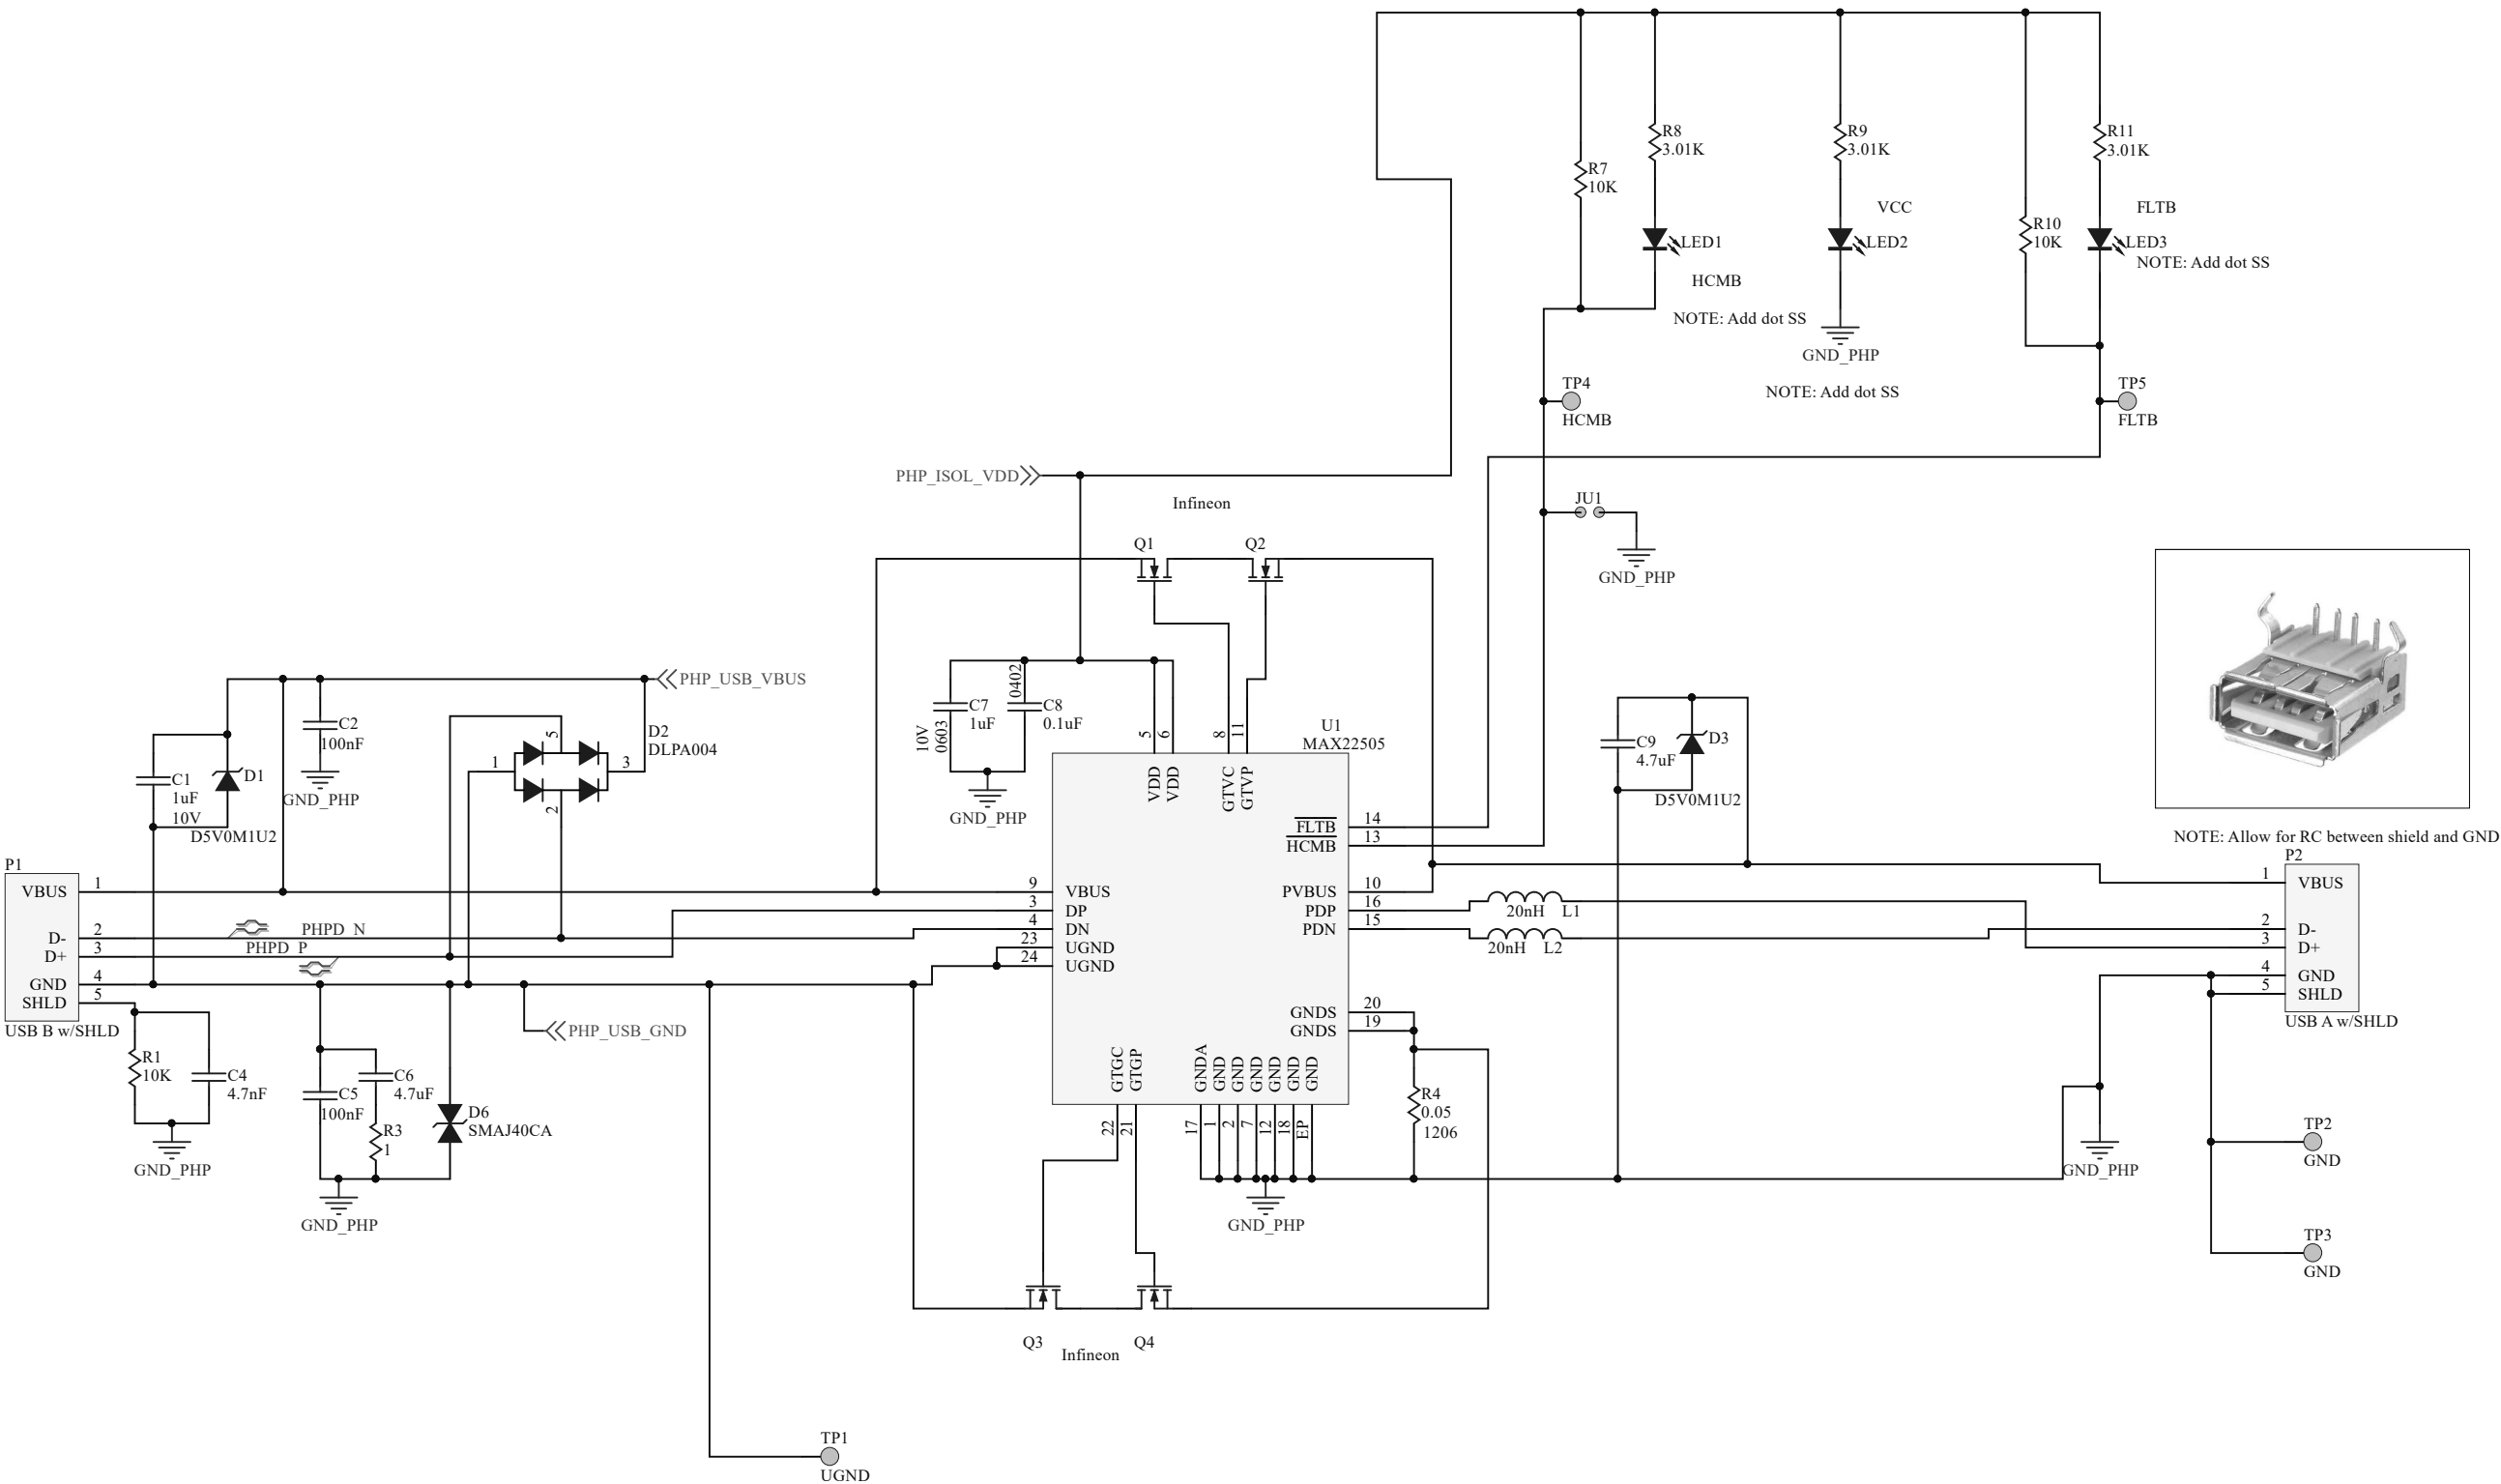 R8
3.01K
R9
3.01K
R11
3.01K
R7
10K
VCC
FLTB
R10
10K
LED1
LED2
LED3
NOTE: Add dot SS
HCMB
NOTE: Add dot SS
GND_PHP
NOTE: Add dot SS
TP4
HCMB
TP5
FLTB
PHP_ISOL_VDD
Infineon
JU1
GND_PHP
Q1
Q2
PHP_USB_VBUS
C2
100nF
GND_PHP
C1
1uF
10V
D1
D5V0M1U2
D2
DLPA004
1
5
3
2
C7
1uF
10V
0603
C8
0.1uF
0402
GND_PHP
U1
MAX22505
5
6
8
11
VDD
VDD
GTVC
GTVP
FLTB
14
HCMB
13
C9
4.7uF
D3
D5V0M1U2
NOTE: Allow for RC between shield and GND
P1
VBUS
1
D-
2
D+
3
GND
4
SHLD
5
USB B w/SHLD
PHPD_N
PHPD_P
9
VBUS
3
DP
4
DN
23
UGND
24
UGND
PVBUS
10
PDP
16
PDN
15
20nH
L1
20nH
L2
P2
1
VBUS
2
D-
3
D+
4
GND
5
SHLD
USB A w/SHLD
PHP_USB_GND
R1
10K
C4
4.7nF
GND_PHP
C5
100nF
C6
4.7uF
R3
1
D6
SMAJ40CA
GND_PHP
GNDS
20
GNDS
19
GTGC
GTGP
22
21
GNDA
GND
GND
GND
GND
GND
GND
17
1
2
7
12
18
EP
GND_PHP
R4
0.05
1206
GND_PHP
TP2
GND
TP3
GND
Q3
Infineon
Q4
TP1
UGND